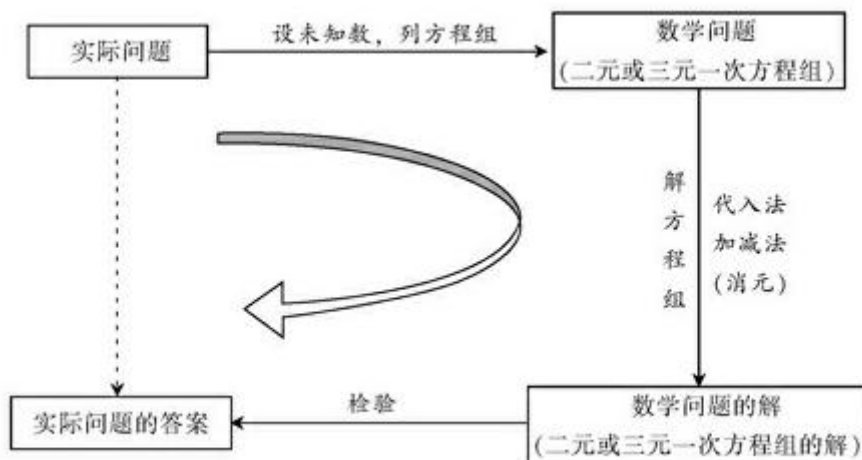 实际问题
设未知数，列方程组
数学问题
(二元或三元一次方程组)
解方程组
代入法
加减法
(消元)
实际问题的答案
检验
数学问题的解
(二元或三元一次方程组的解)